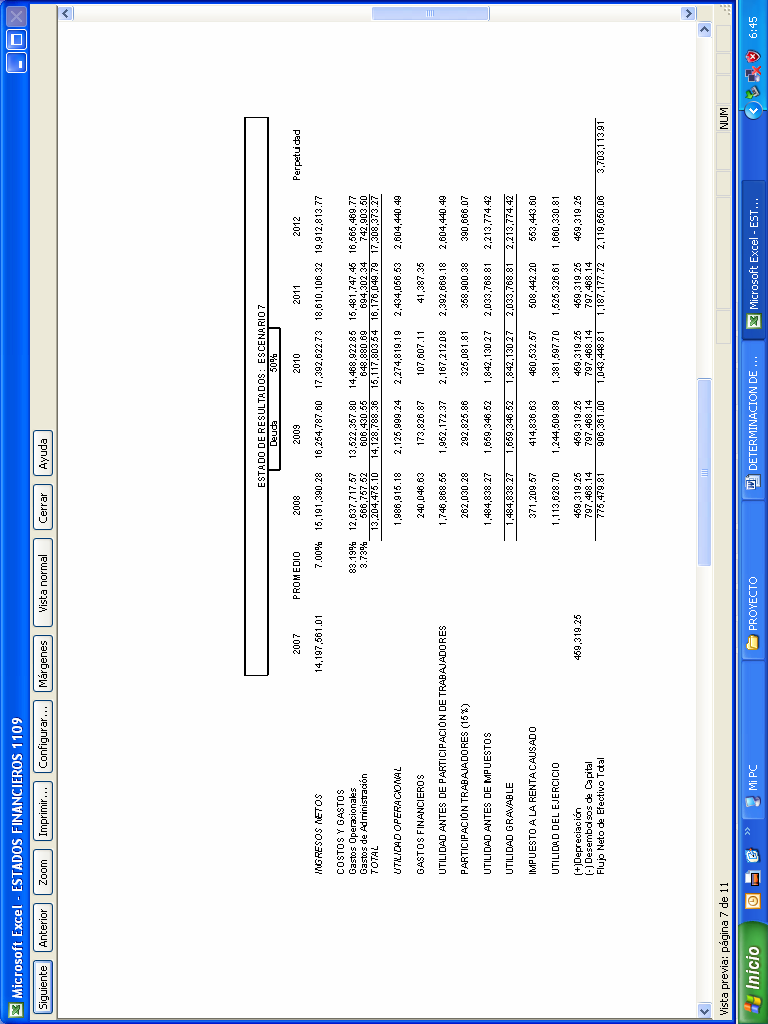 Microsoft Excel - ESTADOS FINANCIEROS 1109
Siguiente Anterior Zoom Imprimir... Configurar... Márgenes Vista normal Cerrar Ayuda
ESTADO DE RESULTADOS: ESCENARIO 7
Deuda 50%
2007 PROMEDIO 2008 2009 2010 2011 2012 Perpetuidad
INGRESOS NETOS 14,197,561.01 7.00% 15,191,390.28 16,254,787.60 17,392,622.73 18,610,106.32 19,912,813.77
COSTOS Y GASTOS
Gastos Operacionales 83.19% 12,637,717.57 13,522,357.80 14,468,922.85 15,481,747.45 16,565,469.77
Gastos de Administración 3.73% 566,757.52 606,430.55 648,880.69 694,302.34 742,903.50
TOTAL 13,204,475.10 14,128,788.36 15,117,803.54 16,176,049.79 17,308,373.27
UTILIDAD OPERACIONAL 1,986,915.18 2,125,999.24 2,274,819.19 2,434,056.53 2,604,440.49
GASTOS FINANCIEROS 240,046.63 173,826.87 107,607.11 41,387.35
UTILIDAD ANTES DE PARTICIPACIÓN DE TRABAJADORES 1,746,868.55 1,952,172.37 2,167,212.08 2,392,669.18 2,604,440.49
PARTICIPACIÓN TRABAJADORES (15%) 262,030.28 292,825.86 325,081.81 358,900.38 390,666.07
UTILIDAD ANTES DE IMPUESTOS 1,484,838.27 1,659,346.52 1,842,130.27 2,033,768.81 2,213,774.42
UTILIDAD GRAVABLE 1,484,838.27 1,659,346.52 1,842,130.27 2,033,768.81 2,213,774.42
IMPUESTO A LA RENTA CAUSADO 371,209.57 414,836.63 460,532.57 508,442.20 553,443.60
UTILIDAD DEL EJERCICIO 1,113,628.70 1,244,509.89 1,381,597.70 1,525,326.61 1,660,330.81
(+)Depreciación 459,319.25 459,319.25 459,319.25 459,319.25 459,319.25 459,319.25
(-)Desembolsos de Capital 797,468.14 797,468.14 797,468.14 797,468.14
Flujo Neto de Efectivo Total 775,479.81 906,361.00 1,043,448.81 1,187,177.72 2,119,650.06 3,703,113.91
Vista previa: página 7 de 11 NUM
Inicio Mi PC PROYECTO DETERMINACION DE ... Microsoft Excel - EST... 6:45